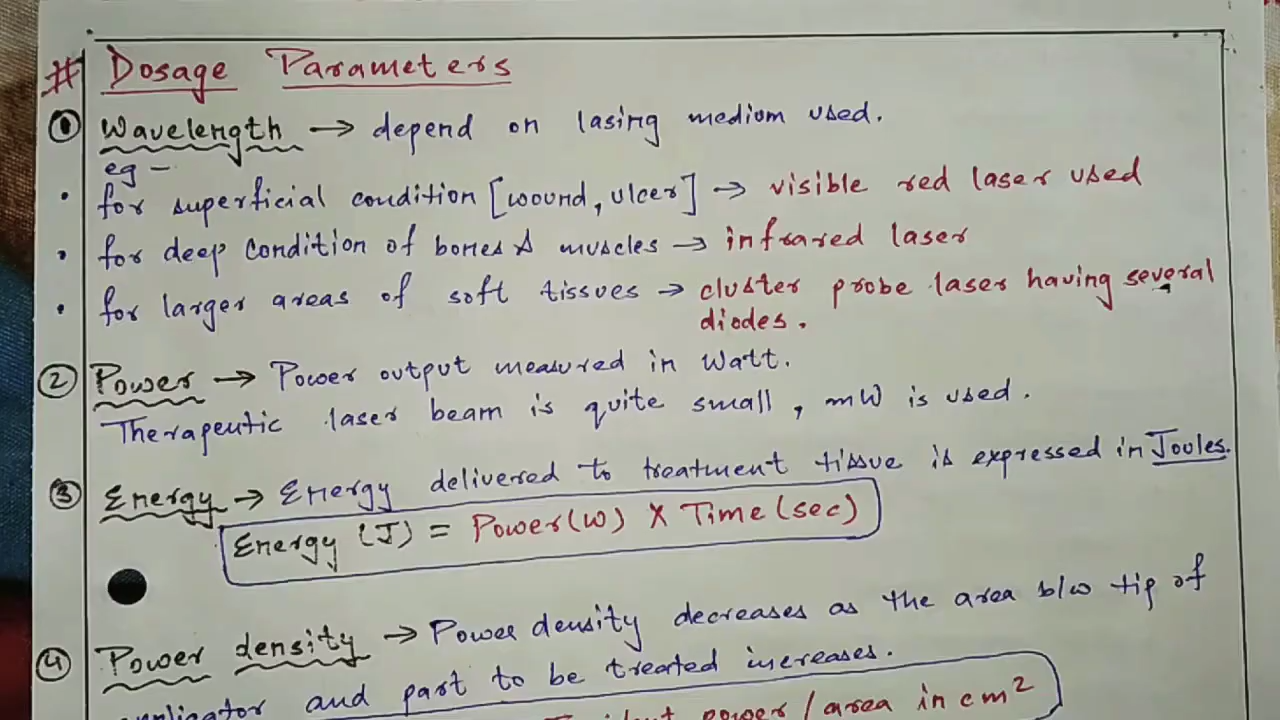 # Dosage Parameters
① Wavelength → depend on lasing medium used.
eg -
• for superficial condition [wound, ulcer] → visible red laser used
• for deep condition of bones & muscles → infrared laser
• for larger areas of soft tissues → cluster probe laser having several
diodes.
② Power → Power output measured in Watt.
Therapeutic laser beam is quite small, mW is used.
③ Energy → Energy delivered to treatment tissue is expressed in Joules.
Energy (J) = Power (W) X Time (sec)
④ Power density → Power density decreases as the area b/w tip of
applicator and part to be treated increases.
power / area in cm²